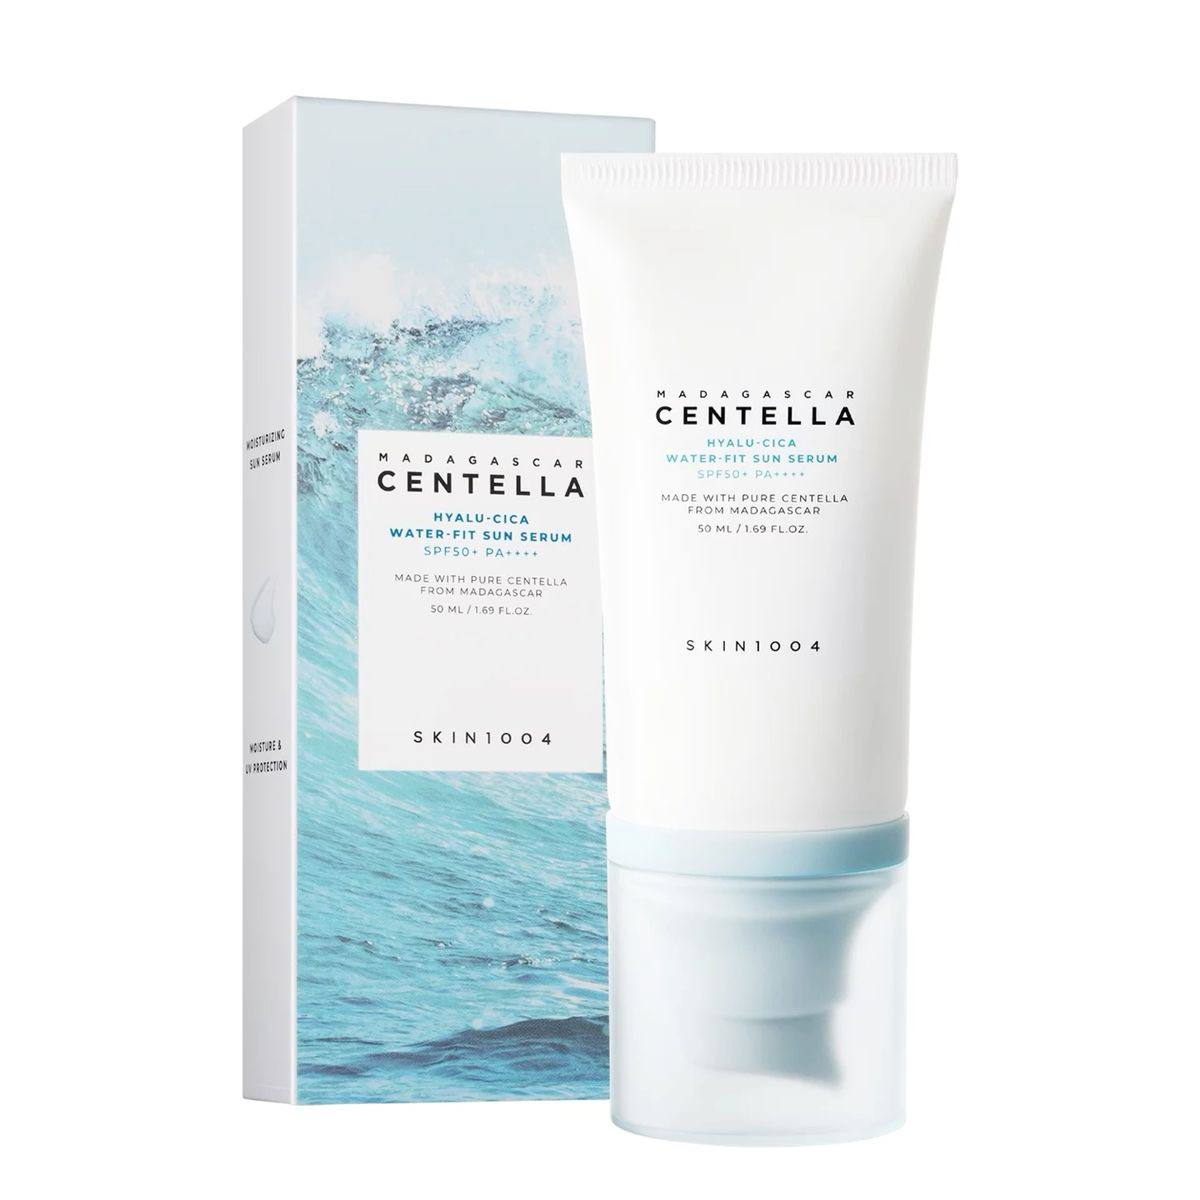 MOISTURIZING
SUN SERUM
MOISTURE &
UV PROTECTION
MADAGASCAR
CENTELLA
HYALU-CICA
WATER-FIT SUN SERUM
SPF50+ PA++++
MADE WITH PURE CENTELLA
FROM MADAGASCAR
50 ML / 1.69 FL.OZ.
SKIN1004
MADAGASCAR
CENTELLA
HYALU-CICA
WATER-FIT SUN SERUM
SPF50+ PA++++
MADE WITH PURE CENTELLA
FROM MADAGASCAR
50 ML / 1.69 FL.OZ.
SKIN1004